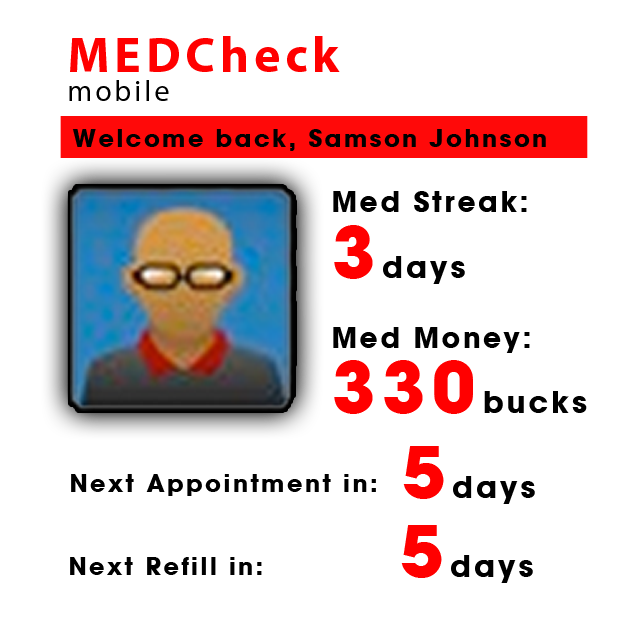 MEDCheck
mobile
Welcome back, Samson Johnson
Med Streak:
3 days
Med Money:
330 bucks
Next Appointment in: 5 days
Next Refill in: 5 days